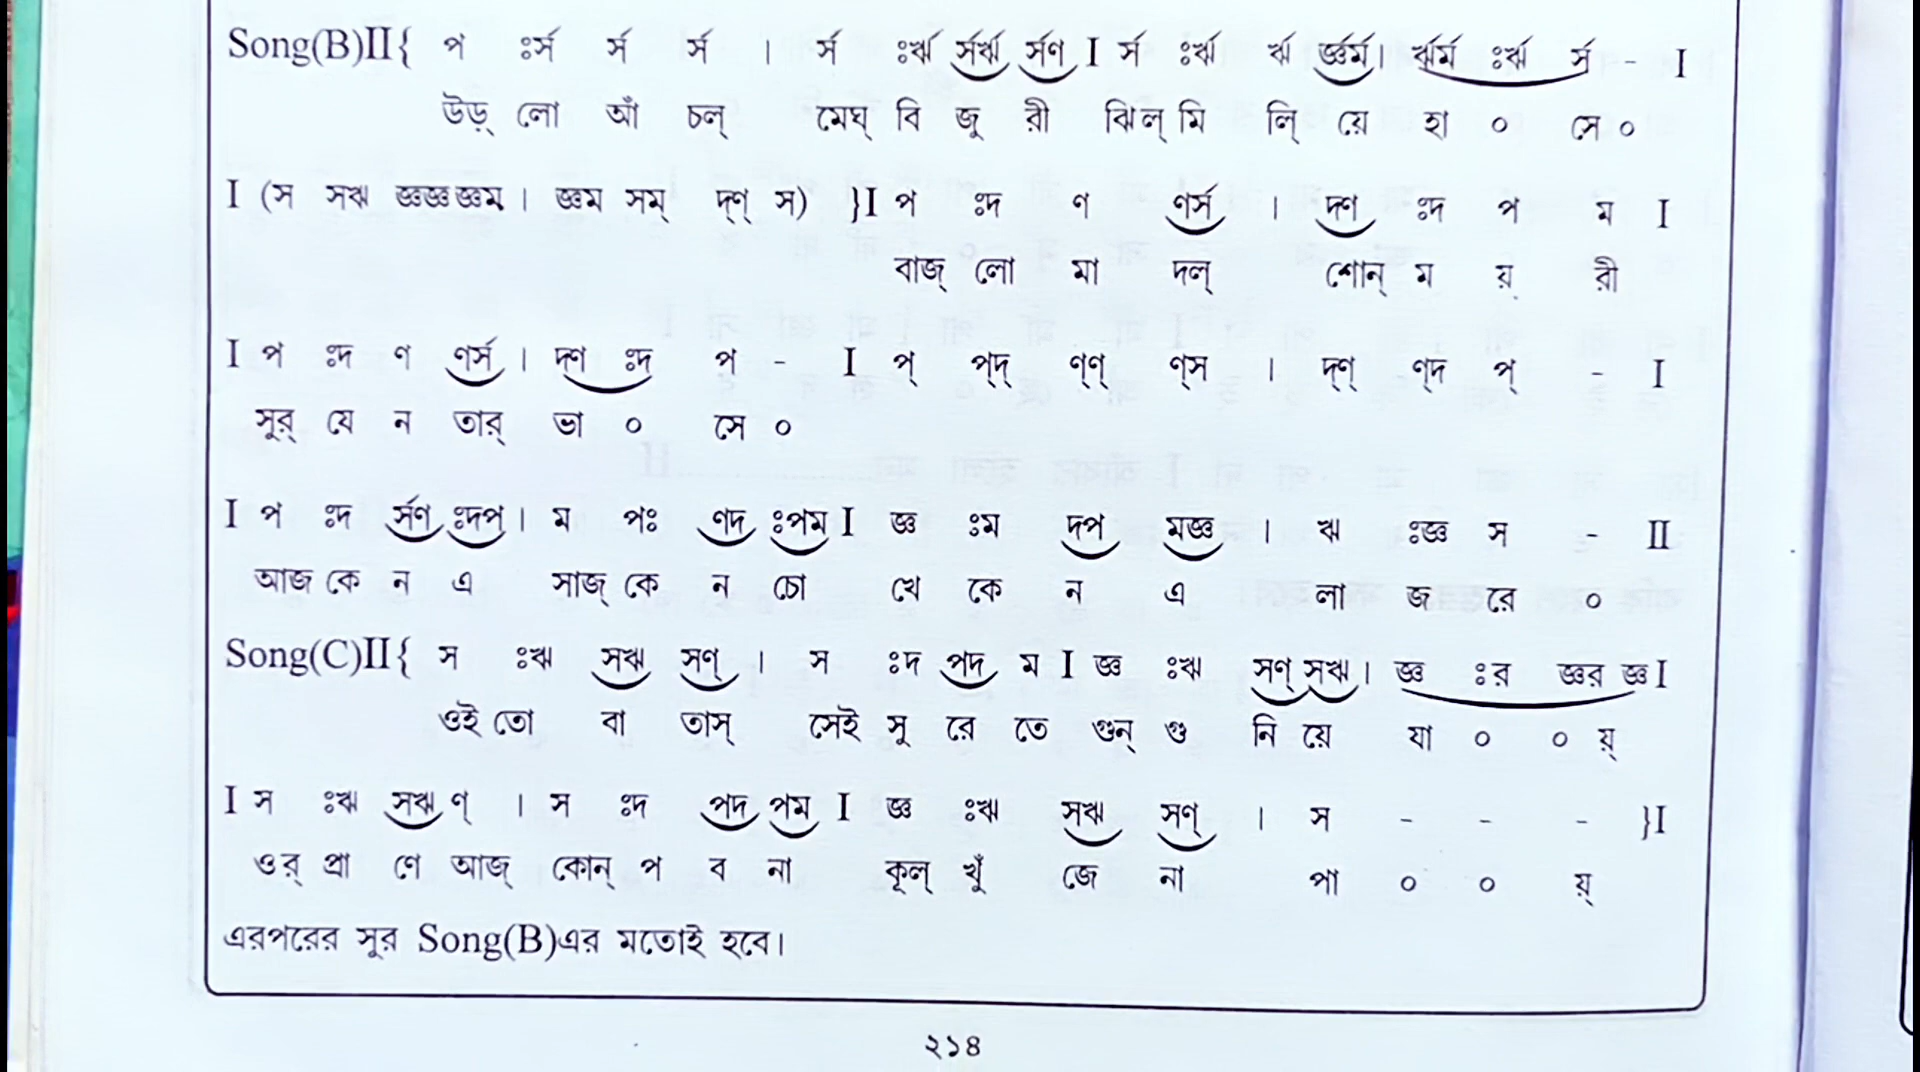 Song(B)II{ প ঃর্স র্স র্স । র্স ঃর্ঋ র্সর্ঋ র্সণ I র্স ঃর্ঋ র্ঋ র্জ্ঞর্ম। র্ঋর্ম ঃর্ঋ র্স - I
উড়্ লো আঁ চল্ মেঘ্ বি জু রী ঝিল্ মি লি্ য়ে হা ০ সে ০
I (স সঋ জ্ঞজ্ঞ জ্ঞম । জ্ঞম সম্ দ্ণ্ স) }I প ঃদ ণ ণর্স । দণ ঃদ প ম I
বাজ্ লো মা দল্ শোন্ ম য় রী
I প ঃদ ণ ণর্স। দণ ঃদ প - I প্ প্দ্ ণ্ণ্ ণ্স । দ্ণ্ ণ্দ প্ - I
সুর্ যে ন তার্ ভা ০ সে ০
I প ঃদ র্সণ ঃদপ। ম পঃ ণদ ঃপম I জ্ঞ ঃম দপ মজ্ঞ । ঋ ঃজ্ঞ স - II
আজ কে ন এ সাজ্ কে ন চো খে কে ন এ লা জ রে ০
Song(C)II{ স ঃঋ সঋ সণ্ । স ঃদ পদ ম I জ্ঞ ঃঋ সণ্ সঋ। জ্ঞ ঃর জ্ঞর জ্ঞ I
ওই তো বা তাস্ সেই সু রে তে গুন্ গু নি য়ে যা ০ ০ য়্
I স ঃঋ সঋ ণ্ । স ঃদ পদ পম I জ্ঞ ঃঋ সঋ সণ্ । স - - - }I
ওর্ প্রা ণে আজ্ কোন্ প ব না কূল্ খুঁ জে না পা ০ ০ য়্
এরপরের সুর Song(B)এর মতোই হবে।
২১৪